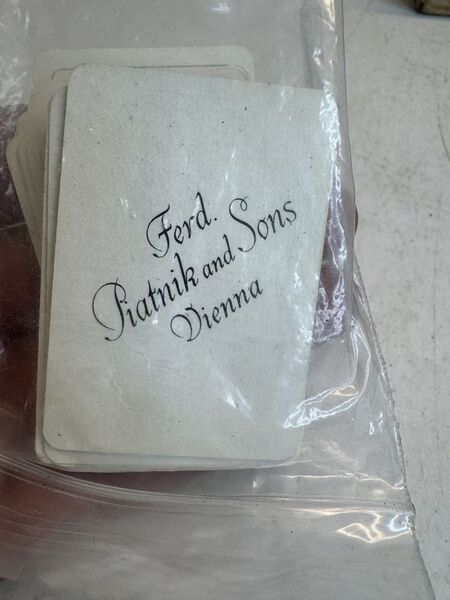 Ferd.
Piatnik and Sons
Vienna